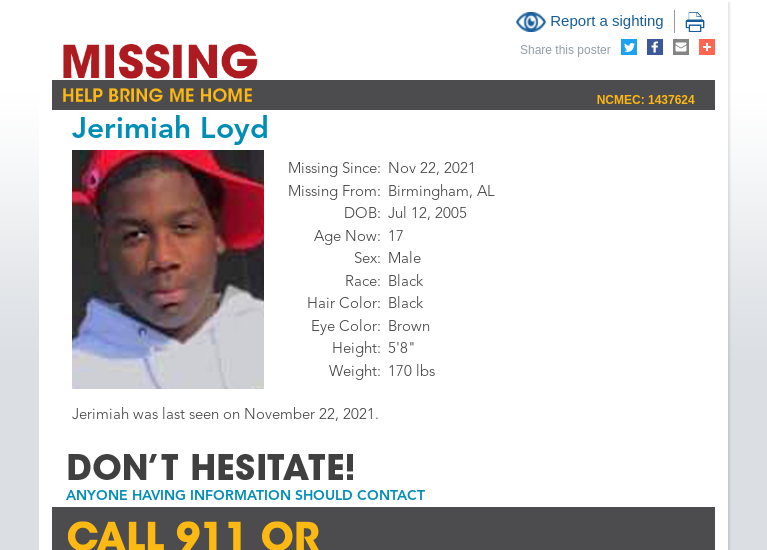 Report a sighting
Share this poster
MISSING
HELP BRING ME HOME
NCMEC: 1437624
Jerimiah Loyd
Missing Since: Nov 22, 2021
Missing From: Birmingham, AL
DOB: Jul 12, 2005
Age Now: 17
Sex: Male
Race: Black
Hair Color: Black
Eye Color: Brown
Height: 5'8"
Weight: 170 lbs
Jerimiah was last seen on November 22, 2021.
DON'T HESITATE!
ANYONE HAVING INFORMATION SHOULD CONTACT
CALL 911 OR